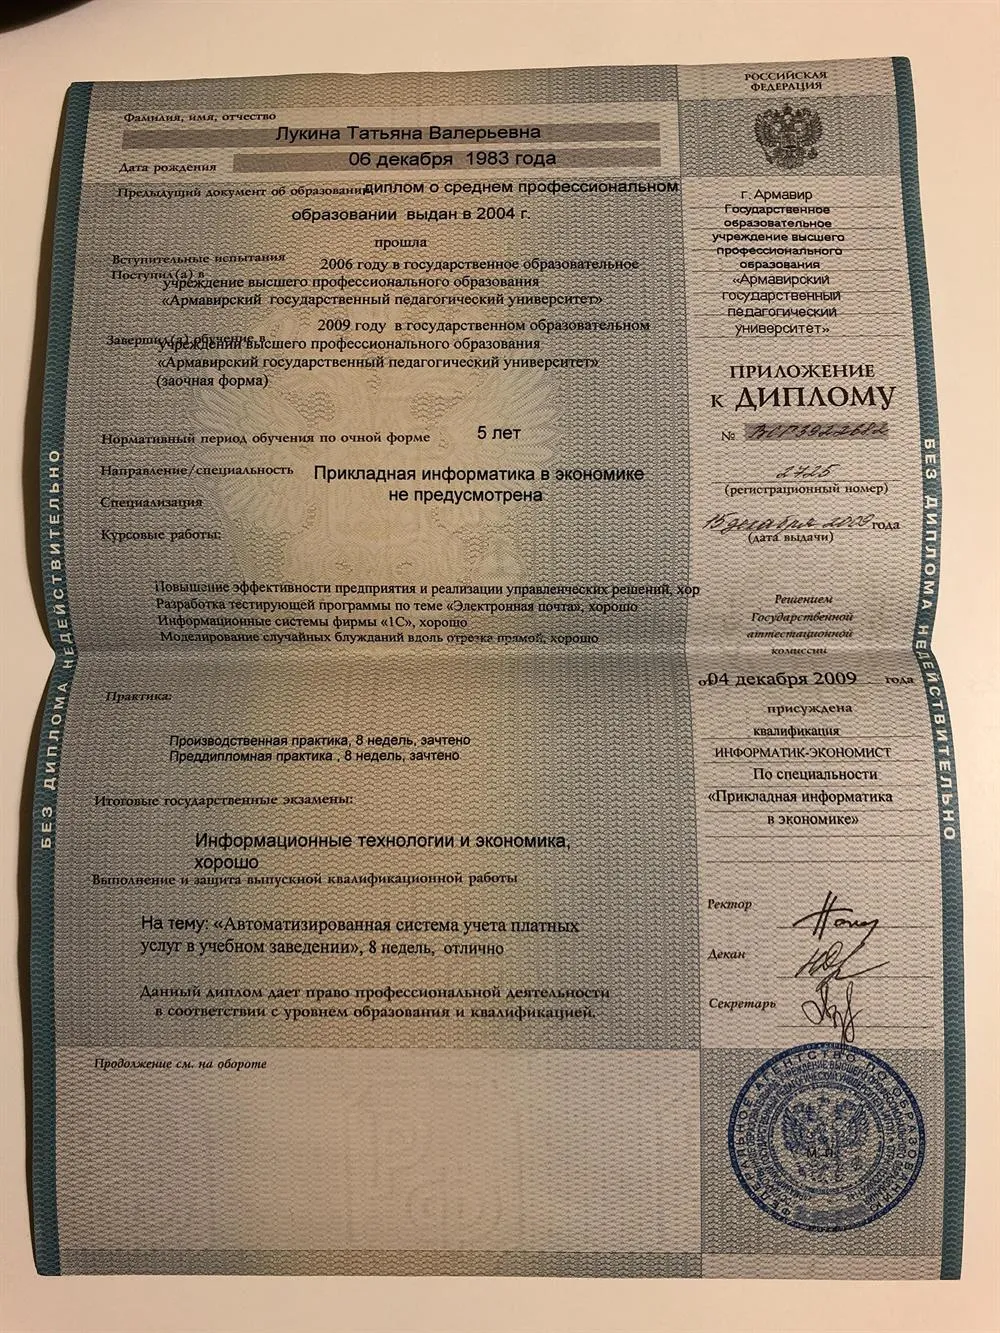 Фамилия, имя, отчество
Лукина Татьяна Валерьевна
Дата рождения
06 декабря 1983 года
Предыдущий документ об образовании
диплом о среднем профессиональном
образовании выдан в 2004 г.
прошла
Вступительные испытания
Поступил(а) в
2006 году в государственное образовательное
учреждение высшего профессионального образования
«Армавирский государственный педагогический университет»
Завершил(а) обучение в
2009 году в государственном образовательном
учреждении высшего профессионального образования
«Армавирский государственный педагогический университет»
(заочная форма)
Нормативный период обучения по очной форме
5 лет
Направление/специальность
Прикладная информатика в экономике
Специализация
не предусмотрена
Курсовые работы:
Повышение эффективности предприятия и реализации управленческих решений, хор
Разработка тестирующей программы по теме «Электронная почта», хорошо
Информационные системы фирмы «1С», хорошо
Моделирование случайных блужданий вдоль отрезка прямой, хорошо
Практика:
Производственная практика, 8 недель, зачтено
Преддипломная практика , 8 недель, зачтено
Итоговые государственные экзамены:
Информационные технологии и экономика,
хорошо
Выполнение и защита выпускной квалификационной работы
На тему: «Автоматизированная система учета платных
услуг в учебном заведении», 8 недель, отлично
Данный диплом дает право профессиональной деятельности
в соответствии с уровнем образования и квалификацией.
Продолжение см. на обороте
РОССИЙСКАЯ
ФЕДЕРАЦИЯ
г. Армавир
Государственное
образовательное
учреждение высшего
профессионального
образования
«Армавирский
государственный
педагогический
университет»
ПРИЛОЖЕНИЕ
к ДИПЛОМУ
№ ВСГ
2725
(регистрационный номер)
15 декабря 2009 года
(дата выдачи)
Решением
Государственной
аттестационной
комиссии
от 04 декабря 2009 года
присуждена
квалификация
ИНФОРМАТИК-ЭКОНОМИСТ
По специальности
«Прикладная информатика
в экономике»
Ректор
Декан
Секретарь
М.П.
ФЕДЕРАЛЬНОЕ АГЕНТСТВО ПО ОБРАЗОВАНИЮ
БЕЗ ДИПЛОМА НЕДЕЙСТВИТЕЛЬНО
БЕЗ ДИПЛОМА НЕДЕЙСТВИТЕЛЬНО